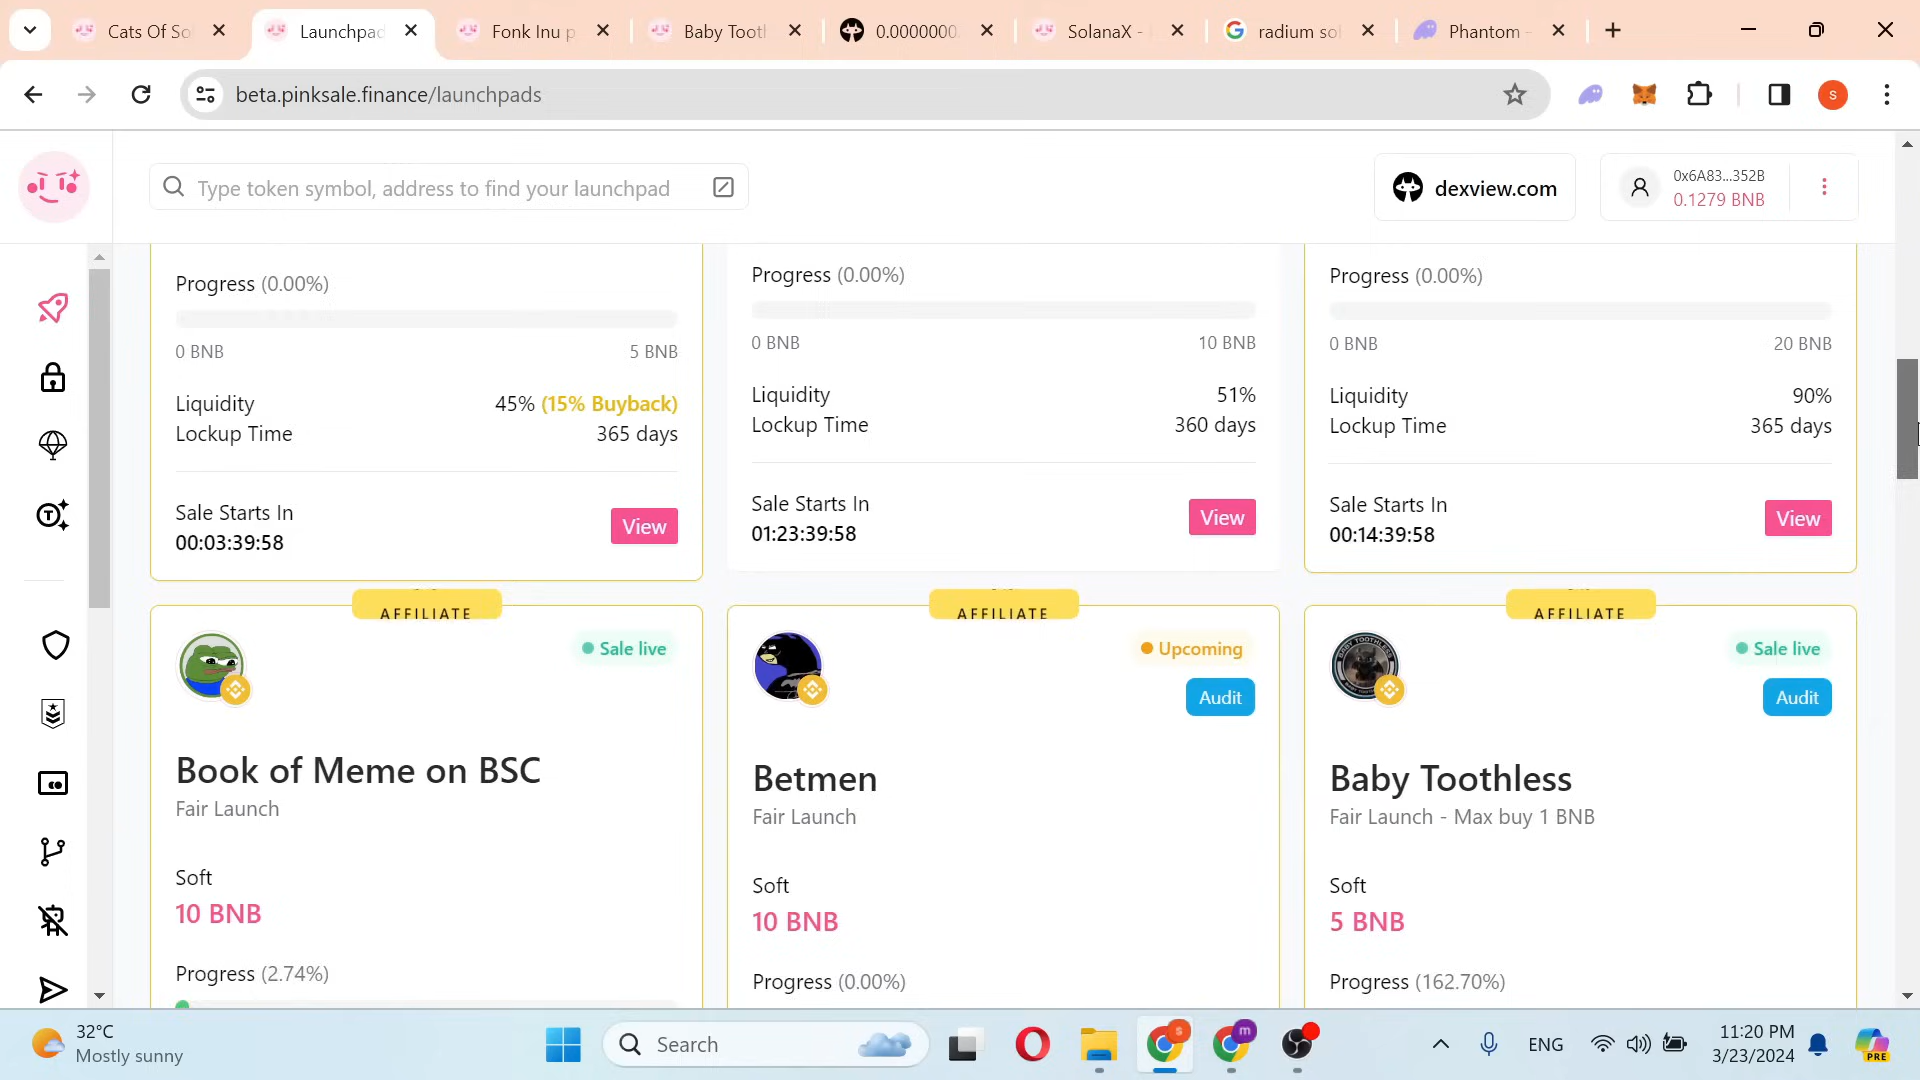 Cats Of So
Launchpad
Fonk Inu p
Baby Tooth
0.0000000
SolanaX -
radium sol
Phantom -
beta.pinksale.finance/launchpads
s
Type token symbol, address to find your launchpad
dexview.com
0x6A83...352B
0.1279 BNB
Progress (0.00%)
0 BNB
5 BNB
Liquidity
45% (15% Buyback)
Lockup Time
365 days
Sale Starts In
00:03:39:58
View
Progress (0.00%)
0 BNB
10 BNB
Liquidity
51%
Lockup Time
360 days
Sale Starts In
01:23:39:58
View
Progress (0.00%)
0 BNB
20 BNB
Liquidity
90%
Lockup Time
365 days
Sale Starts In
00:14:39:58
View
AFFILIATE
Sale live
Book of Meme on BSC
Fair Launch
Soft
10 BNB
Progress (2.74%)
AFFILIATE
Upcoming
Audit
Betmen
Fair Launch
Soft
10 BNB
Progress (0.00%)
AFFILIATE
Sale live
Audit
Baby Toothless
Fair Launch - Max buy 1 BNB
Soft
5 BNB
Progress (162.70%)
32°C
Mostly sunny
Search
s
m
ENG
11:20 PM
3/23/2024
PRE